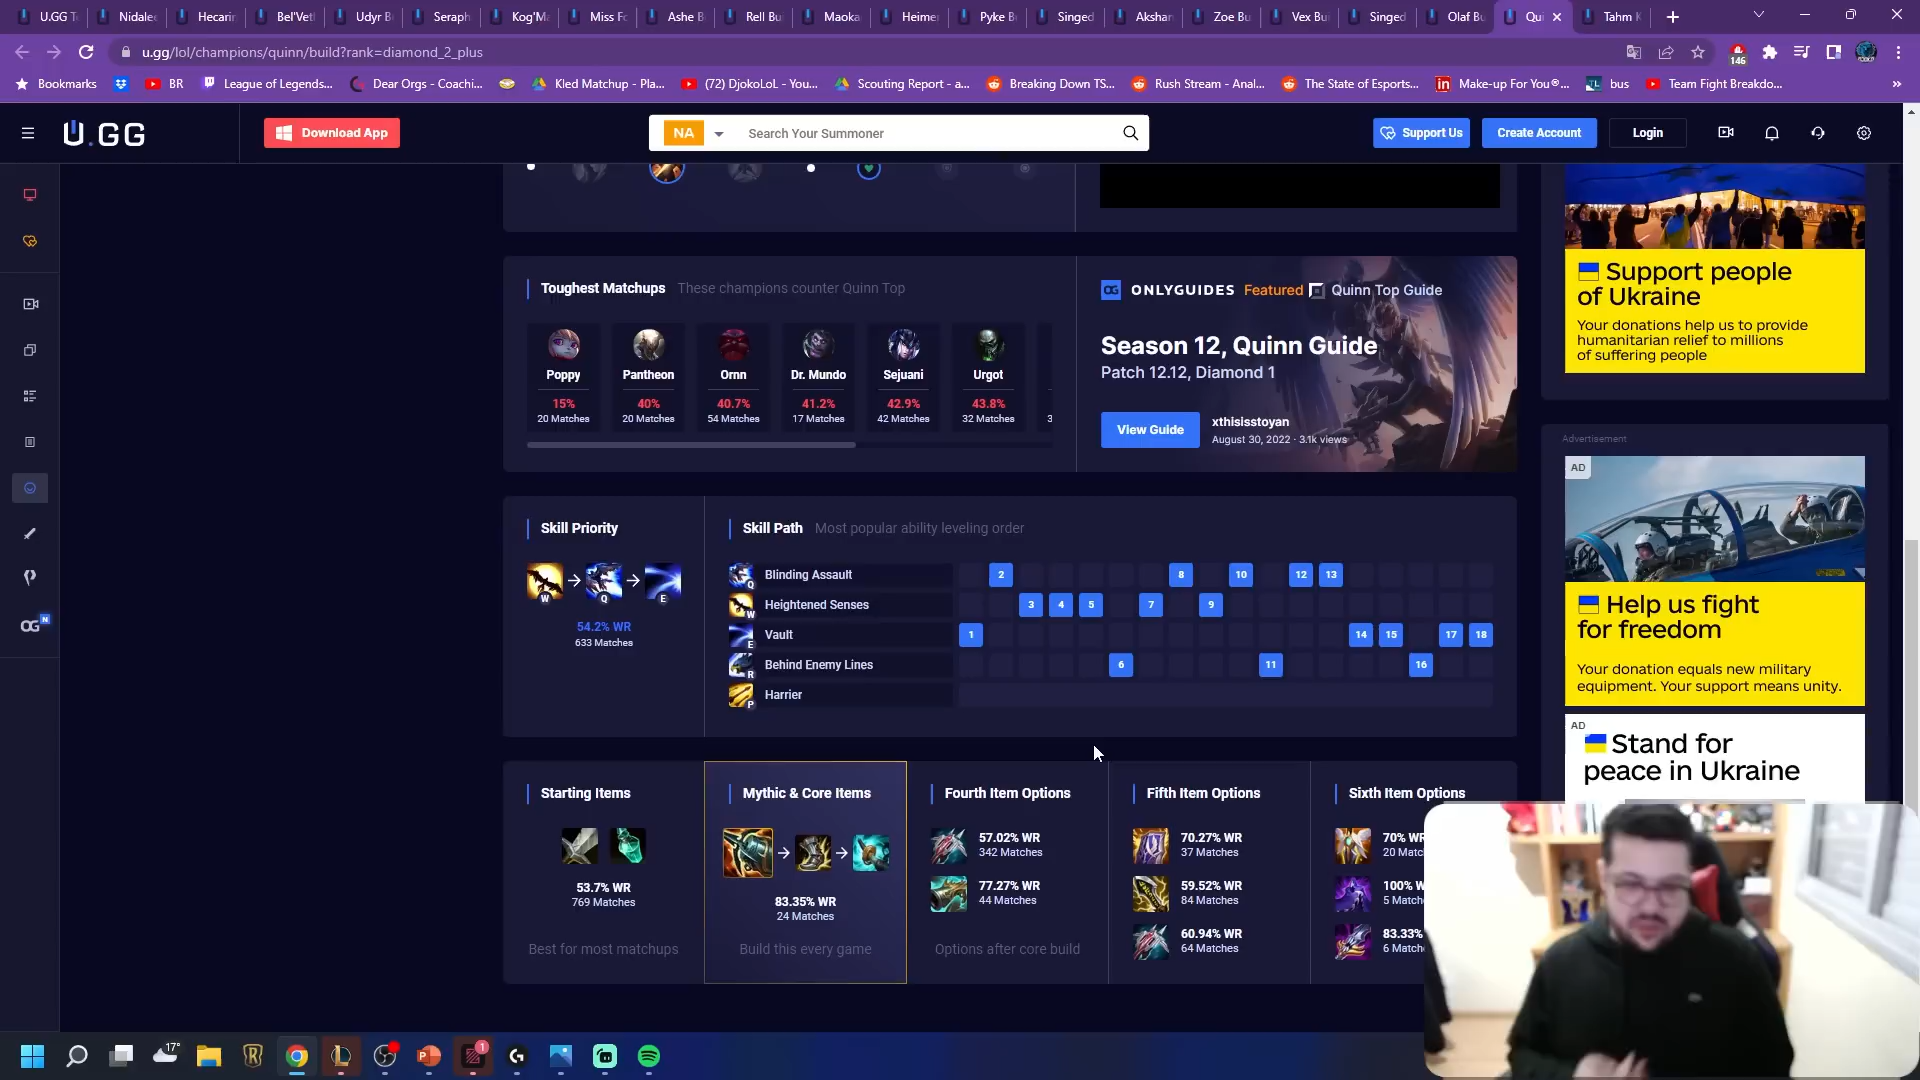 U.GG Te
Nidalee
Hecarir
Bel'Vet
Udyr B
Seraph
Kog'Ma
Miss Fo
Ashe B
Rell Bu
Maoka
Heimer
Pyke Bu
Singed
Akshan
Zoe Bu
Vex Bui
Singed
Olaf Bu
Qui
Tahm K
u.gg/lol/champions/quinn/build?rank=diamond_2_plus
146
Bookmarks
BR
League of Legends...
Dear Orgs - Coachi...
Kled Matchup - Pla...
(72) DjokoLoL - You...
Scouting Report - a...
Breaking Down TS...
Rush Stream - Anal...
The State of Esports...
Make-up For You®...
bus
Team Fight Breakdo...
U.GG
Download App
NA
Search Your Summoner
Support Us
Create Account
Login
Toughest Matchups These champions counter Quinn Top
Poppy
15%
20 Matches
Pantheon
40%
20 Matches
Ornn
40.7%
54 Matches
Dr. Mundo
41.2%
17 Matches
Sejuani
42.9%
42 Matches
Urgot
43.8%
32 Matches
3
OG ONLYGUIDES Featured Quinn Top Guide
Season 12, Quinn Guide
Patch 12.12, Diamond 1
View Guide
xthisisstoyan
August 30, 2022 · 3.1k views
Support people
of Ukraine
Your donations help us to provide
humanitarian relief to millions
of suffering people
Advertisement
AD
Help us fight
for freedom
Your donation equals new military
equipment. Your support means unity.
AD
Stand for
peace in Ukraine
OG N
Skill Priority
W Q E
54.2% WR
633 Matches
Skill Path Most popular ability leveling order
Q Blinding Assault 2 8 10 12 13
W Heightened Senses 3 4 5 7 9
E Vault 1 14 15 17 18
R Behind Enemy Lines 6 11 16
P Harrier
Starting Items
53.7% WR
769 Matches
Best for most matchups
Mythic & Core Items
83.35% WR
24 Matches
Build this every game
Fourth Item Options
57.02% WR
342 Matches
77.27% WR
44 Matches
Options after core build
Fifth Item Options
70.27% WR
37 Matches
59.52% WR
84 Matches
60.94% WR
64 Matches
Sixth Item Options
70% WR
20 Matc
100% W
5 Match
83.33%
6 Match
17°
1